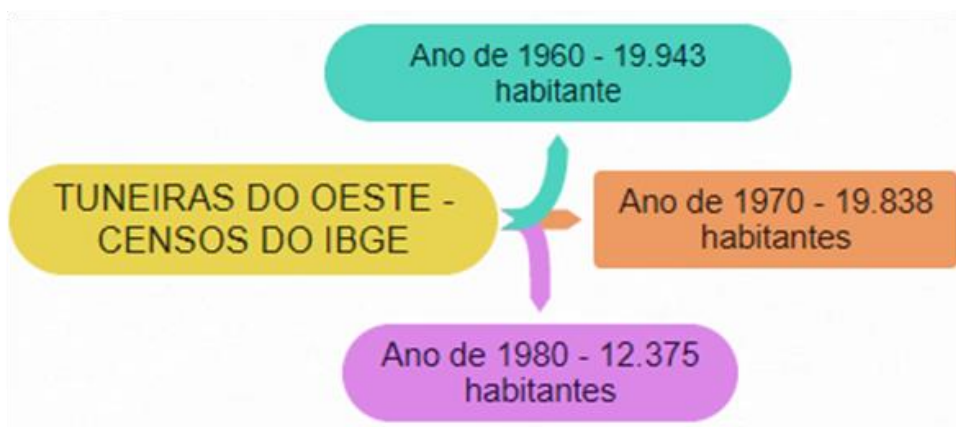 Ano de 1960 - 19.943
habitante
TUNEIRAS DO OESTE -
CENSOS DO IBGE
Ano de 1970 - 19.838
habitantes
Ano de 1980 - 12.375
habitantes